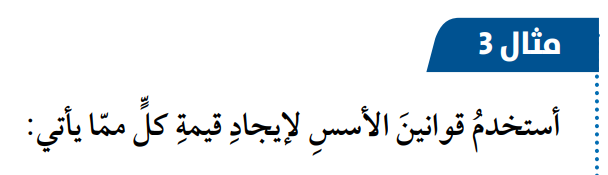 مثال 3
أستخدمُ قوانينَ الأسسِ لإيجادِ قيمةِ كلٍّ ممّا يأتي: